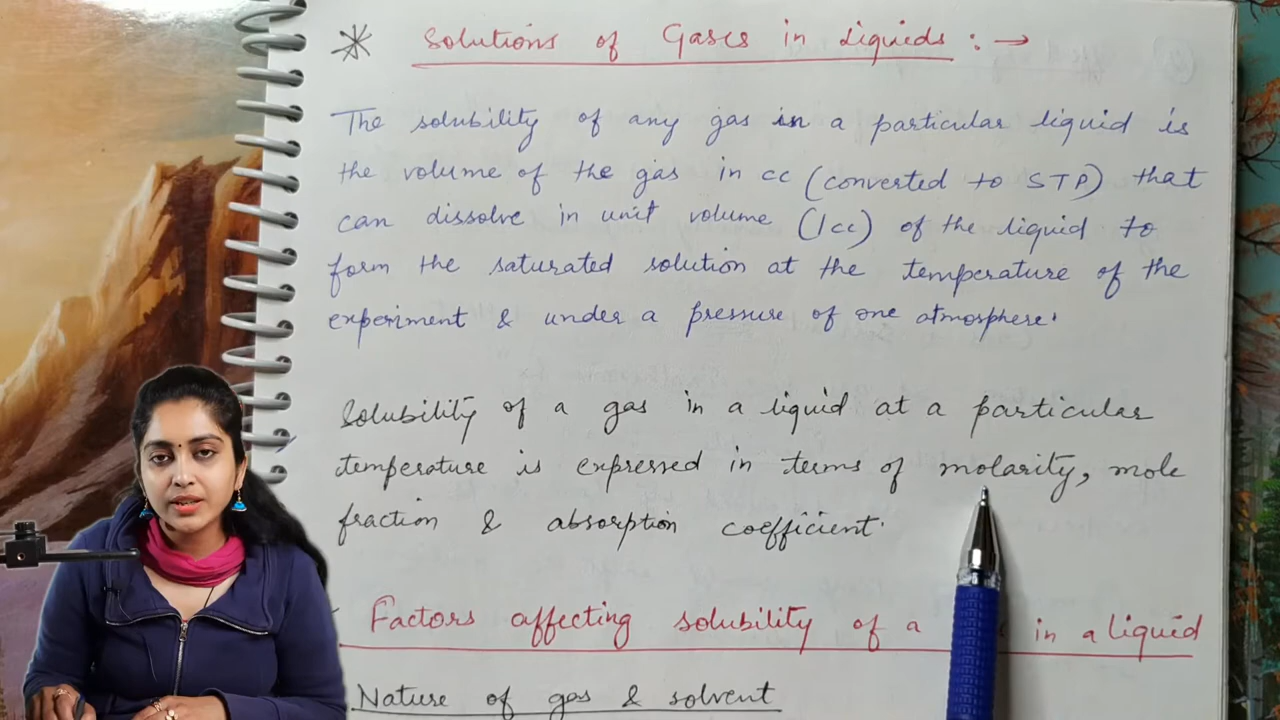 * Solutions of Gases in Liquids : →
The solubility of any gas in a particular liquid is
the volume of the gas in cc (converted to STP) that
can dissolve in unit volume (1cc) of the liquid to
form the saturated solution at the temperature of the
experiment & under a pressure of one atmosphere.
Solubility of a gas in a liquid at a particular
temperature is expressed in terms of molarity, mole
fraction & absorption coefficient.
Factors affecting solubility of a in a liquid
Nature of gas & solvent